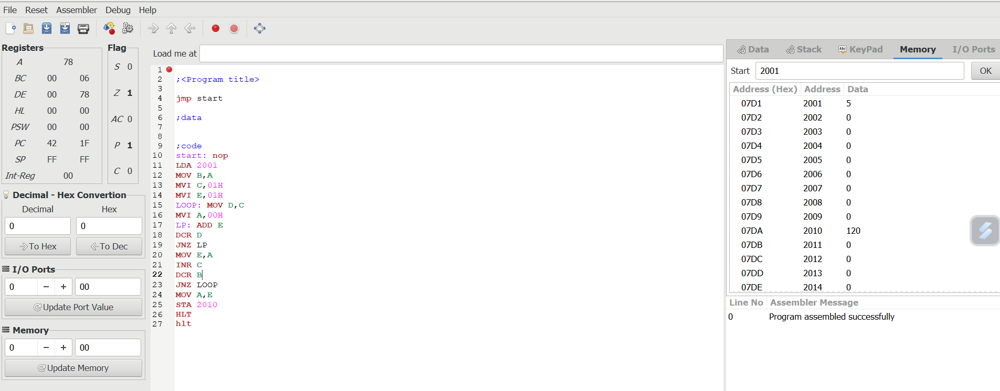 File Reset Assembler Debug Help
Registers
A 78
BC 00 06
DE 00 78
HL 00 00
PSW 00 00
PC 42 1F
SP FF FF
Int-Reg 00
Flag
S 0
Z 1
AC 0
P 1
C 0
Decimal - Hex Convertion
Decimal Hex
0 0
To Hex To Dec
I/O Ports
0 − + 00
Update Port Value
Memory
0 − + 00
Update Memory
Load me at
1
2 ;<Program title>
3
4 jmp start
5
6 ;data
7
8
9 ;code
10 start: nop
11 LDA 2001
12 MOV B,A
13 MVI C,01H
14 MVI E,01H
15 LOOP: MOV D,C
16 MVI A,00H
17 LP: ADD E
18 DCR D
19 JNZ LP
20 MOV E,A
21 INR C
22 DCR B
23 JNZ LOOP
24 MOV A,E
25 STA 2010
26 HLT
27 hlt
Data Stack Abc KeyPad Memory I/O Ports
Start 2001 OK
Address (Hex) Address Data
07D1 2001 5
07D2 2002 0
07D3 2003 0
07D4 2004 0
07D5 2005 0
07D6 2006 0
07D7 2007 0
07D8 2008 0
07D9 2009 0
07DA 2010 120
07DB 2011 0
07DC 2012 0
07DD 2013 0
07DE 2014 0
Line No Assembler Message
0 Program assembled successfully